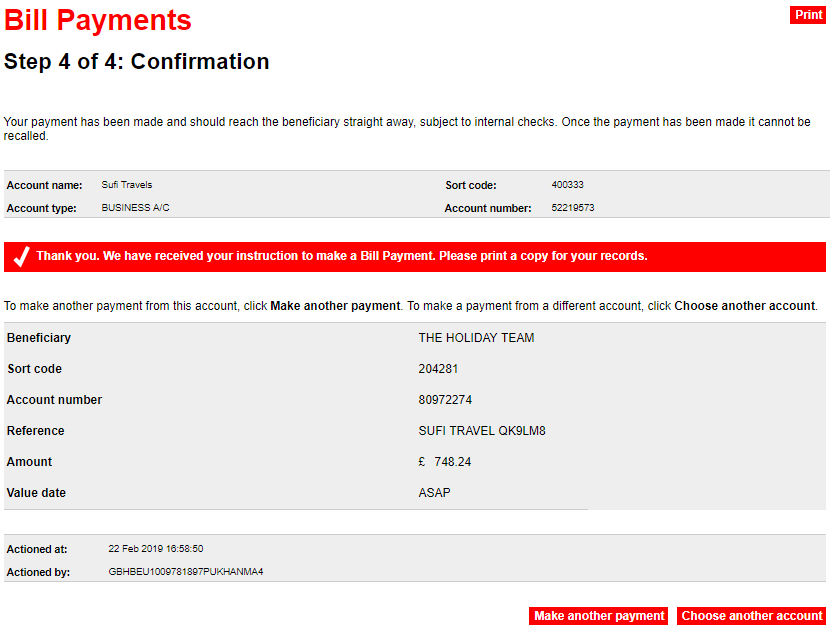 Bill Payments
Print
Step 4 of 4: Confirmation
Your payment has been made and should reach the beneficiary straight away, subject to internal checks. Once the payment has been made it cannot be
recalled.
Account name: Sufi Travels Sort code: 400333
Account type: BUSINESS A/C Account number: 52219573
Thank you. We have received your instruction to make a Bill Payment. Please print a copy for your records.
To make another payment from this account, click Make another payment. To make a payment from a different account, click Choose another account.
Beneficiary THE HOLIDAY TEAM
Sort code 204281
Account number 80972274
Reference SUFI TRAVEL QK9LM8
Amount £ 748.24
Value date ASAP
Actioned at: 22 Feb 2019 16:58:50
Actioned by: GBHBEU1009781897PUKHANMA4
Make another payment Choose another account